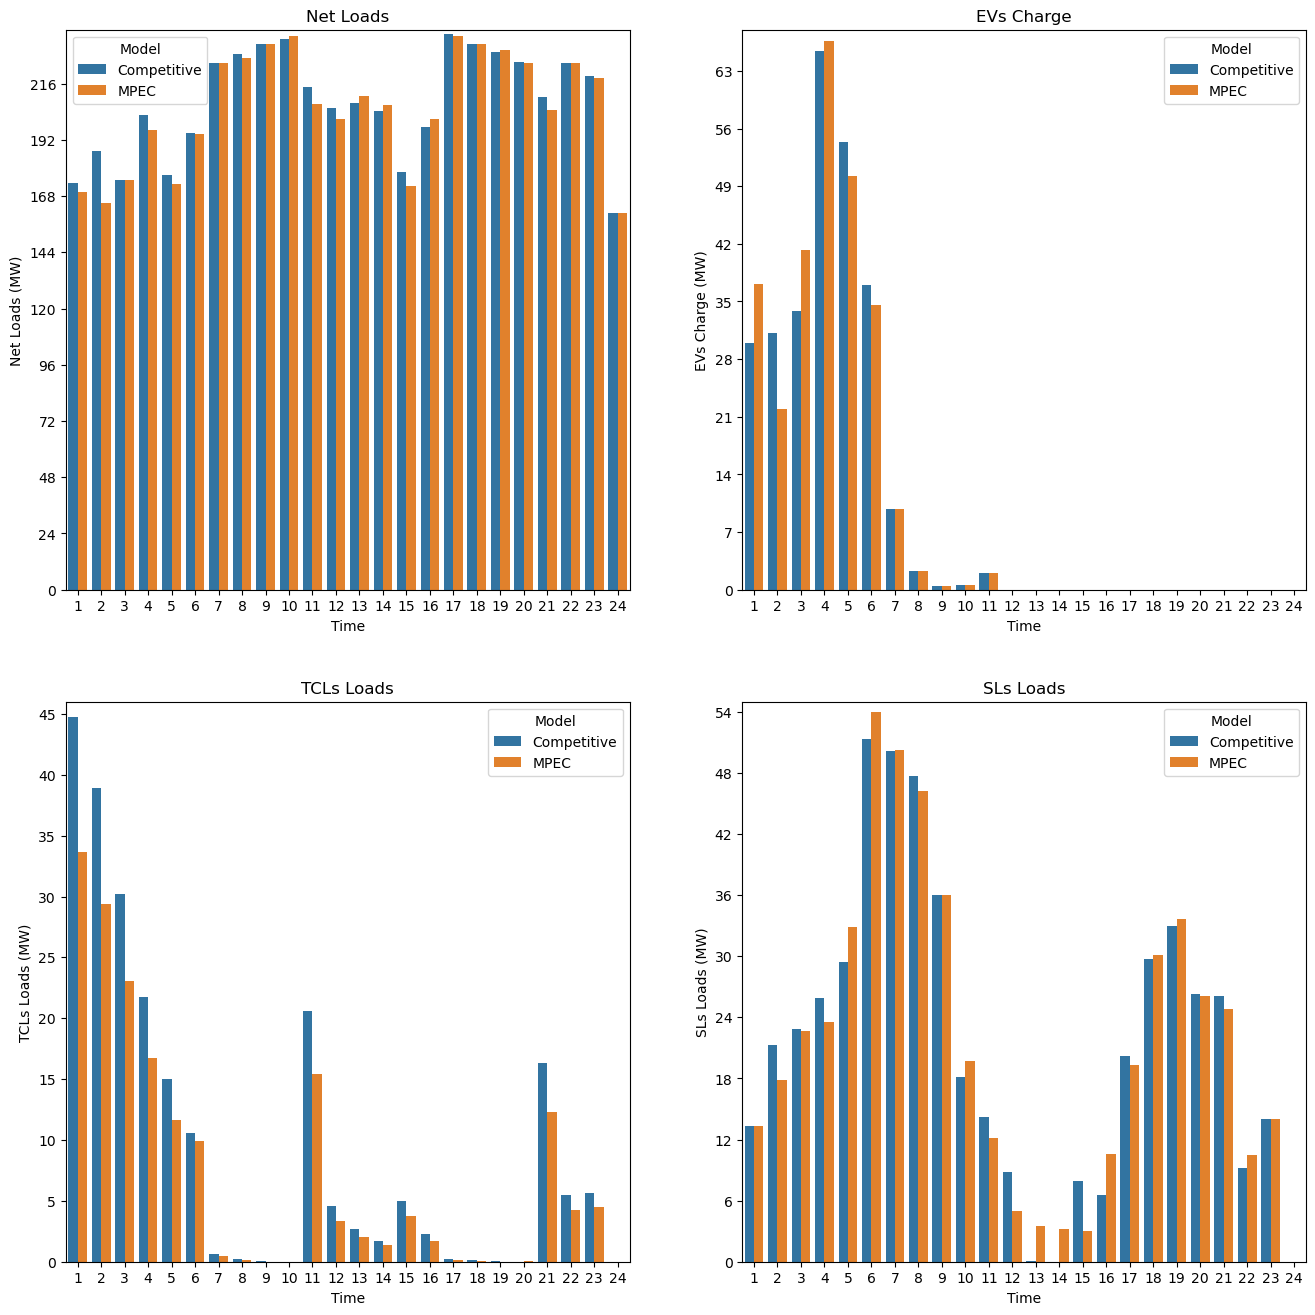 Net Loads
Model
Competitive
MPEC
Net Loads (MW)
216
192
168
144
120
96
72
48
24
0
1 2 3 4 5 6 7 8 9 10 11 12 13 14 15 16 17 18 19 20 21 22 23 24
Time
EVs Charge
Model
Competitive
MPEC
EVs Charge (MW)
63
56
49
42
35
28
21
14
7
0
1 2 3 4 5 6 7 8 9 10 11 12 13 14 15 16 17 18 19 20 21 22 23 24
Time
TCLs Loads
Model
Competitive
MPEC
TCLs Loads (MW)
45
40
35
30
25
20
15
10
5
0
1 2 3 4 5 6 7 8 9 10 11 12 13 14 15 16 17 18 19 20 21 22 23 24
Time
SLs Loads
Model
Competitive
MPEC
SLs Loads (MW)
54
48
42
36
30
24
18
12
6
0
1 2 3 4 5 6 7 8 9 10 11 12 13 14 15 16 17 18 19 20 21 22 23 24
Time